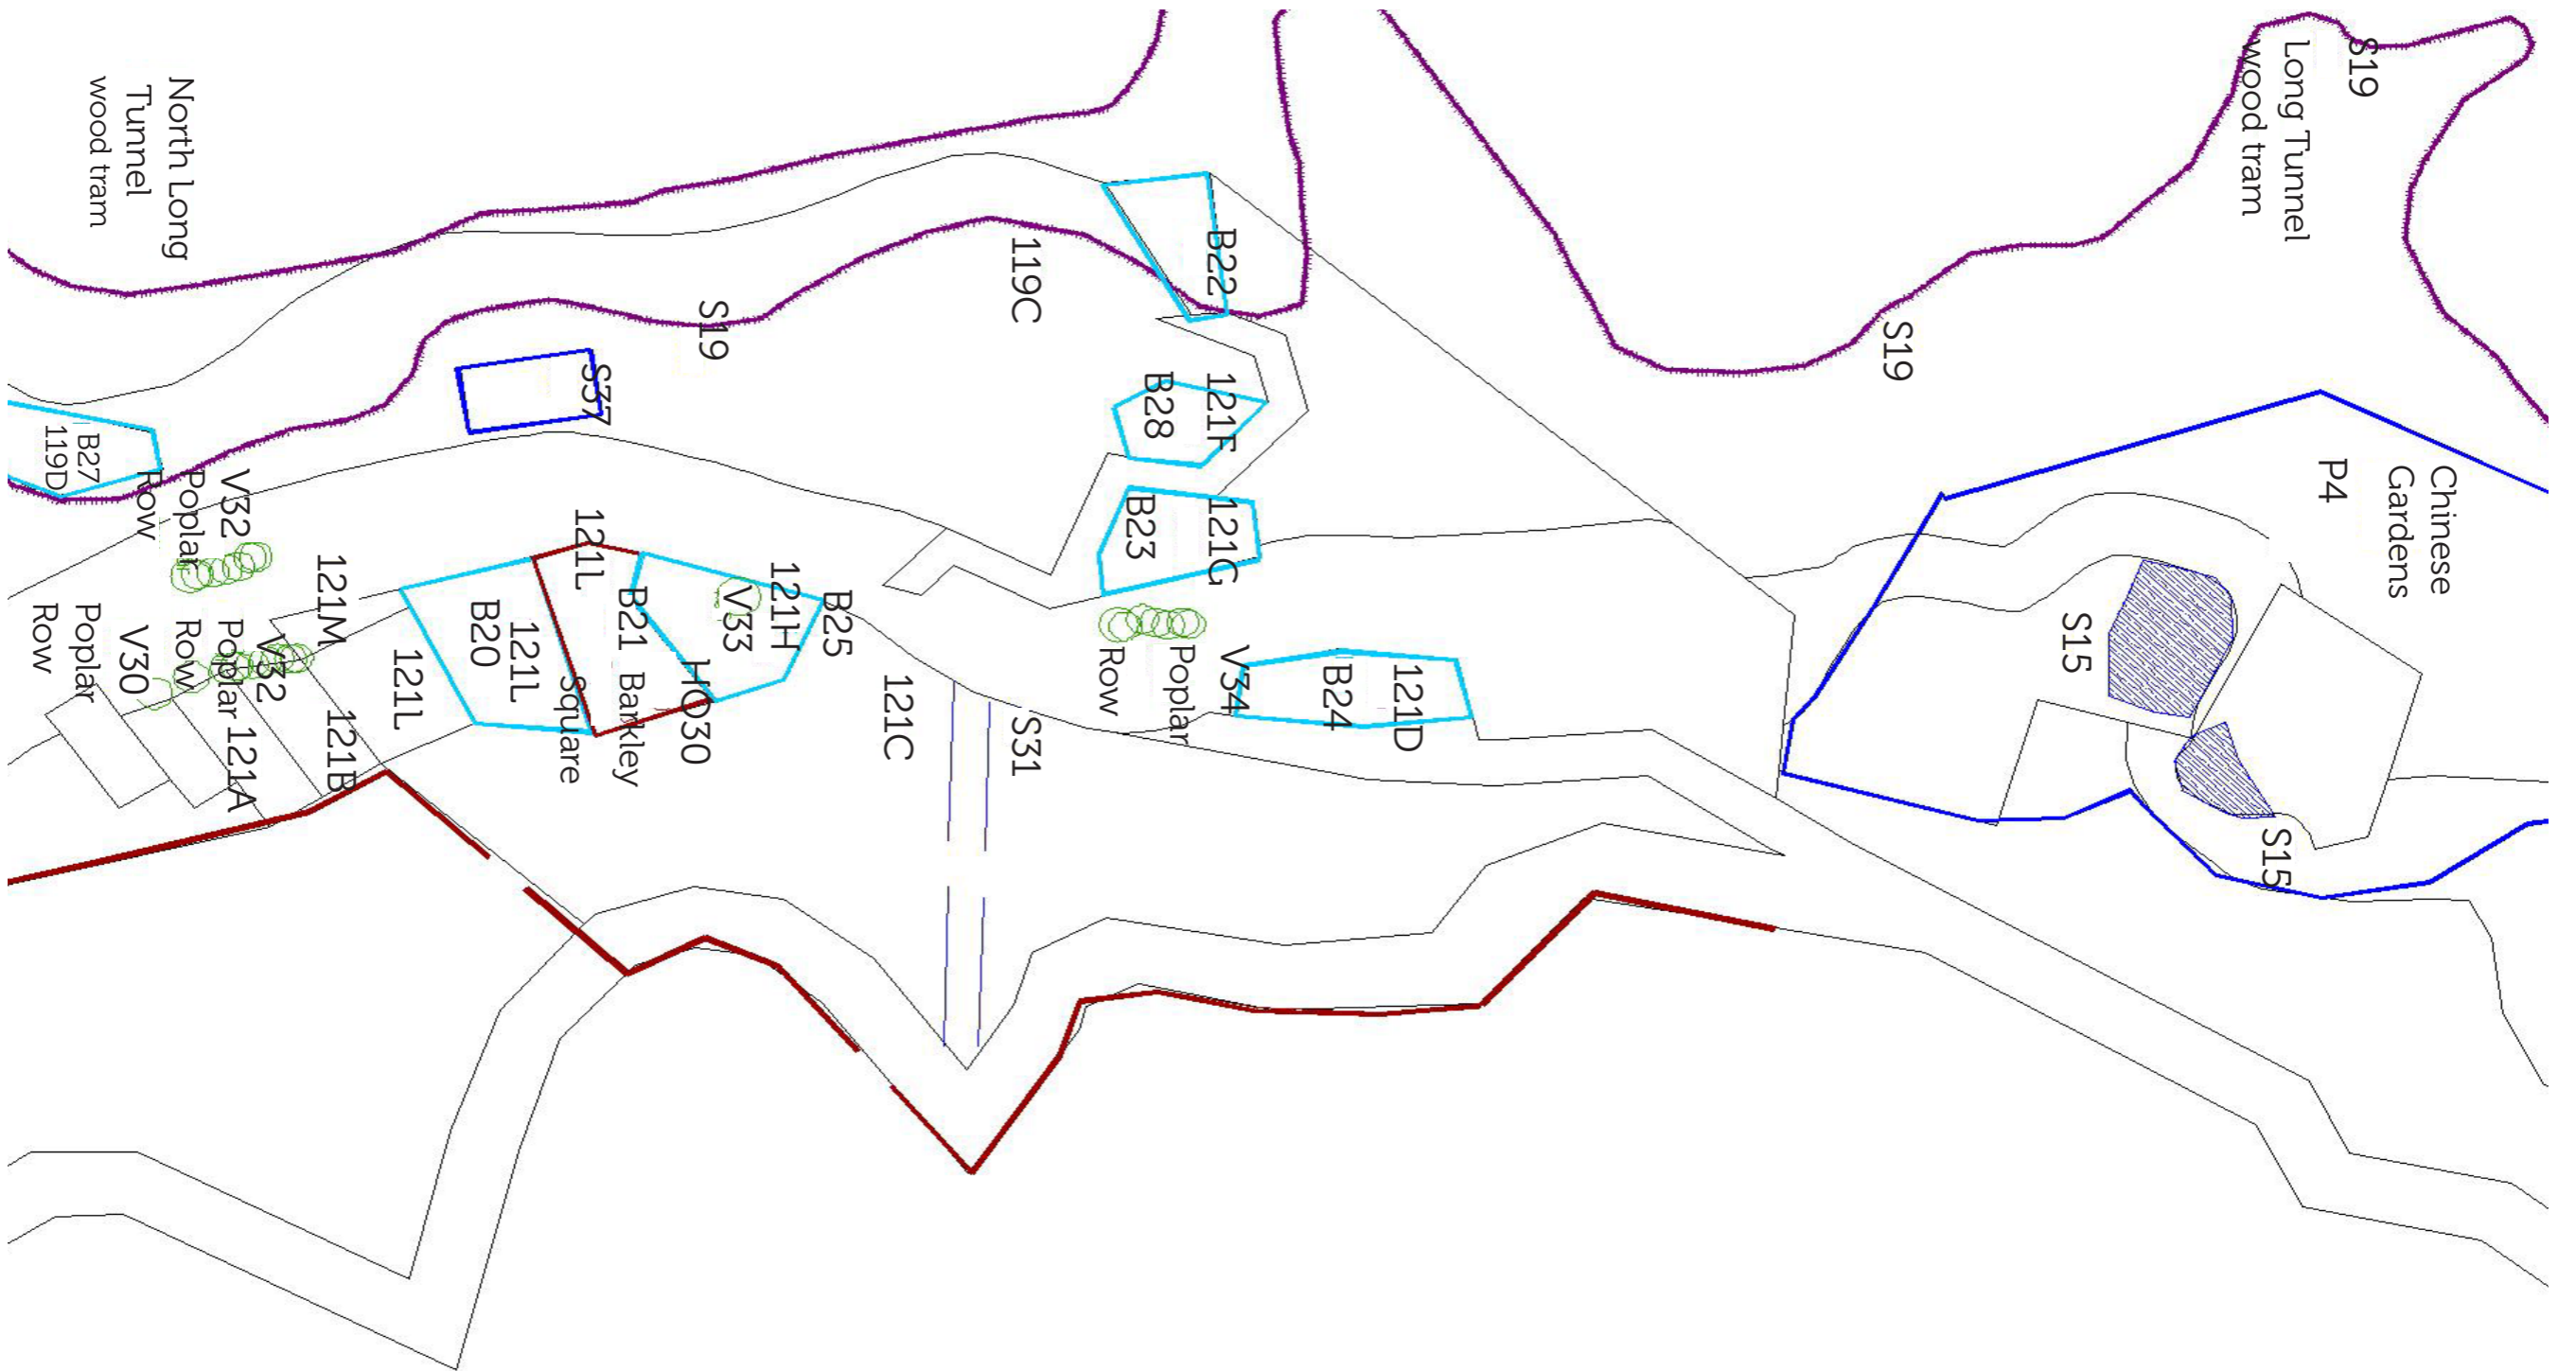 North Long
Tunnel
wood tram
S19
Long Tunnel
wood tram
119C
B22
S19
S19
S37
121F
B28
B27
119D
V32
Poplar
Row
121G
B23
Chinese
Gardens
P4
121L
121M
121H
B25
V33
B21
HO30
Barkley
Square
121L
B20
121L
V32
Poplar
Row
V30
Poplar
Row
121B
121A
121C
S31
V34
Poplar
Row
121D
B24
S15
S15